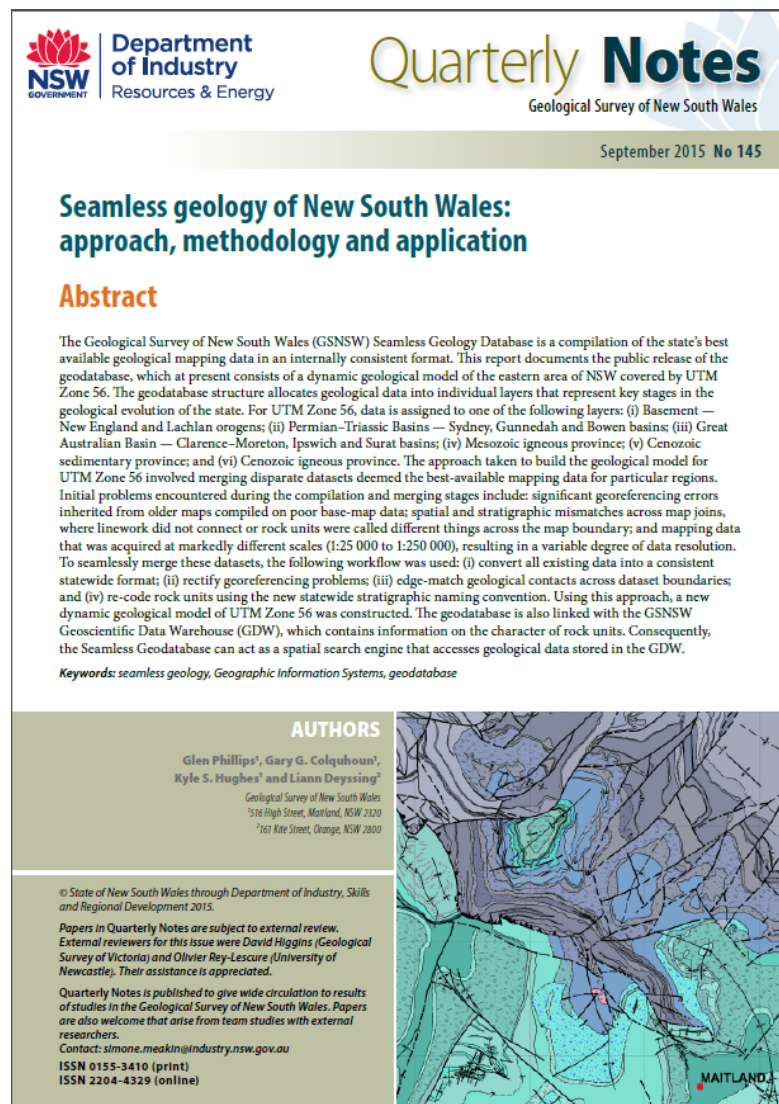 NSW
GOVERNMENT
Department
of Industry
Resources & Energy
Quarterly Notes
Geological Survey of New South Wales
September 2015 No 145
Seamless geology of New South Wales:
approach, methodology and application
Abstract
The Geological Survey of New South Wales (GSNSW) Seamless Geology Database is a compilation of the state's best
available geological mapping data in an internally consistent format. This report documents the public release of the
geodatabase, which at present consists of a dynamic geological model of the eastern area of NSW covered by UTM
Zone 56. The geodatabase structure allocates geological data into individual layers that represent key stages in the
geological evolution of the state. For UTM Zone 56, data is assigned to one of the following layers: (i) Basement —
New England and Lachlan orogens; (ii) Permian–Triassic Basins — Sydney, Gunnedah and Bowen basins; (iii) Great
Australian Basin — Clarence–Moreton, Ipswich and Surat basins; (iv) Mesozoic igneous province; (v) Cenozoic
sedimentary province; and (vi) Cenozoic igneous province. The approach taken to build the geological model for
UTM Zone 56 involved merging disparate datasets deemed the best-available mapping data for particular regions.
Initial problems encountered during the compilation and merging stages include: significant georeferencing errors
inherited from older maps compiled on poor base-map data; spatial and stratigraphic mismatches across map joins,
where linework did not connect or rock units were called different things across the map boundary; and mapping data
that was acquired at markedly different scales (1:25 000 to 1:250 000), resulting in a variable degree of data resolution.
To seamlessly merge these datasets, the following workflow was used: (i) convert all existing data into a consistent
statewide format; (ii) rectify georeferencing problems; (iii) edge-match geological contacts across dataset boundaries;
and (iv) re-code rock units using the new statewide stratigraphic naming convention. Using this approach, a new
dynamic geological model of UTM Zone 56 was constructed. The geodatabase is also linked with the GSNSW
Geoscientific Data Warehouse (GDW), which contains information on the character of rock units. Consequently,
the Seamless Geodatabase can act as a spatial search engine that accesses geological data stored in the GDW.
Keywords: seamless geology, Geographic Information Systems, geodatabase
AUTHORS
Glen Phillips¹, Gary G. Colquhoun¹,
Kyle S. Hughes¹ and Liann Deyssing²
Geological Survey of New South Wales
¹516 High Street, Maitland, NSW 2320
²161 Kite Street, Orange, NSW 2800
© State of New South Wales through Department of Industry, Skills
and Regional Development 2015.
Papers in Quarterly Notes are subject to external review.
External reviewers for this issue were David Higgins (Geological
Survey of Victoria) and Olivier Rey-Lescure (University of
Newcastle). Their assistance is appreciated.
Quarterly Notes is published to give wide circulation to results
of studies in the Geological Survey of New South Wales. Papers
are also welcome that arise from team studies with external
researchers.
Contact: simone.meakin@industry.nsw.gov.au
ISSN 0155-3410 (print)
ISSN 2204-4329 (online)
MAITLAND